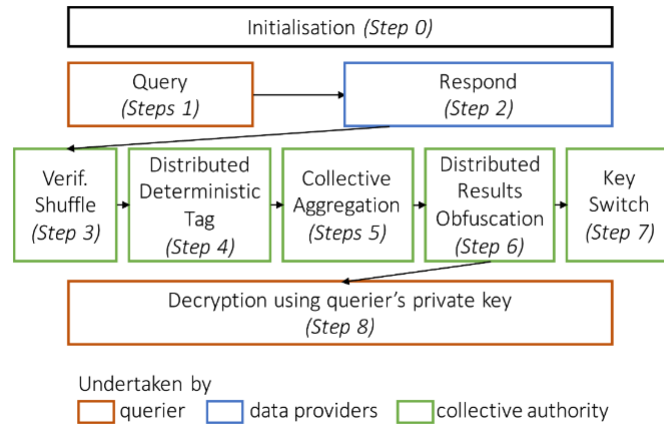 Initialisation (Step 0)
Query
(Steps 1)
Respond
(Step 2)
Verif.
Shuffle
(Step 3)
Distributed
Deterministic
Tag
(Step 4)
Collective
Aggregation
(Steps 5)
Distributed
Results
Obfuscation
(Step 6)
Key
Switch
(Step 7)
Decryption using querier's private key
(Step 8)
Undertaken by
querier
data providers
collective authority